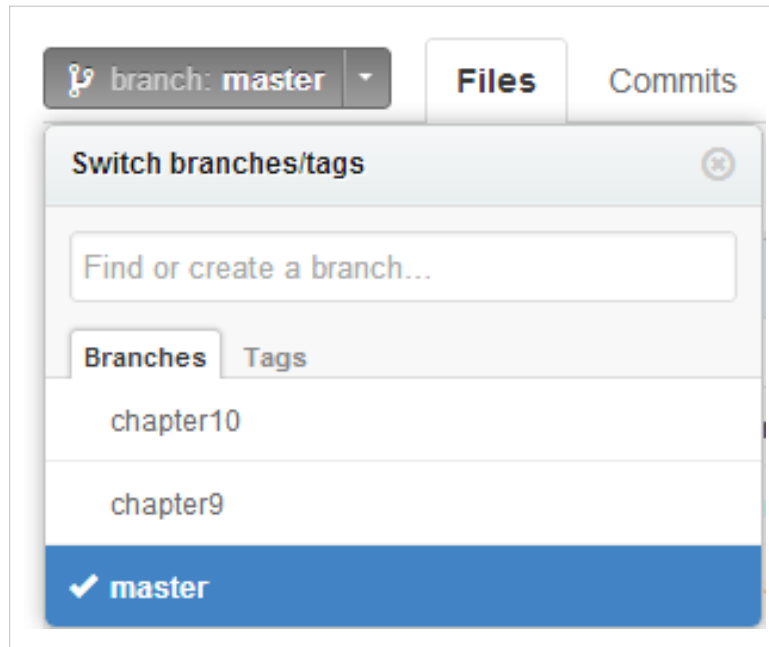 branch: master Files Commits
Switch branches/tags
Find or create a branch...
Branches Tags
chapter10
chapter9
master